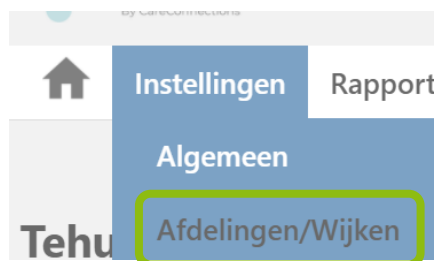 By CareConnections
Instellingen Rapport
Algemeen
Tehu Afdelingen/Wijken